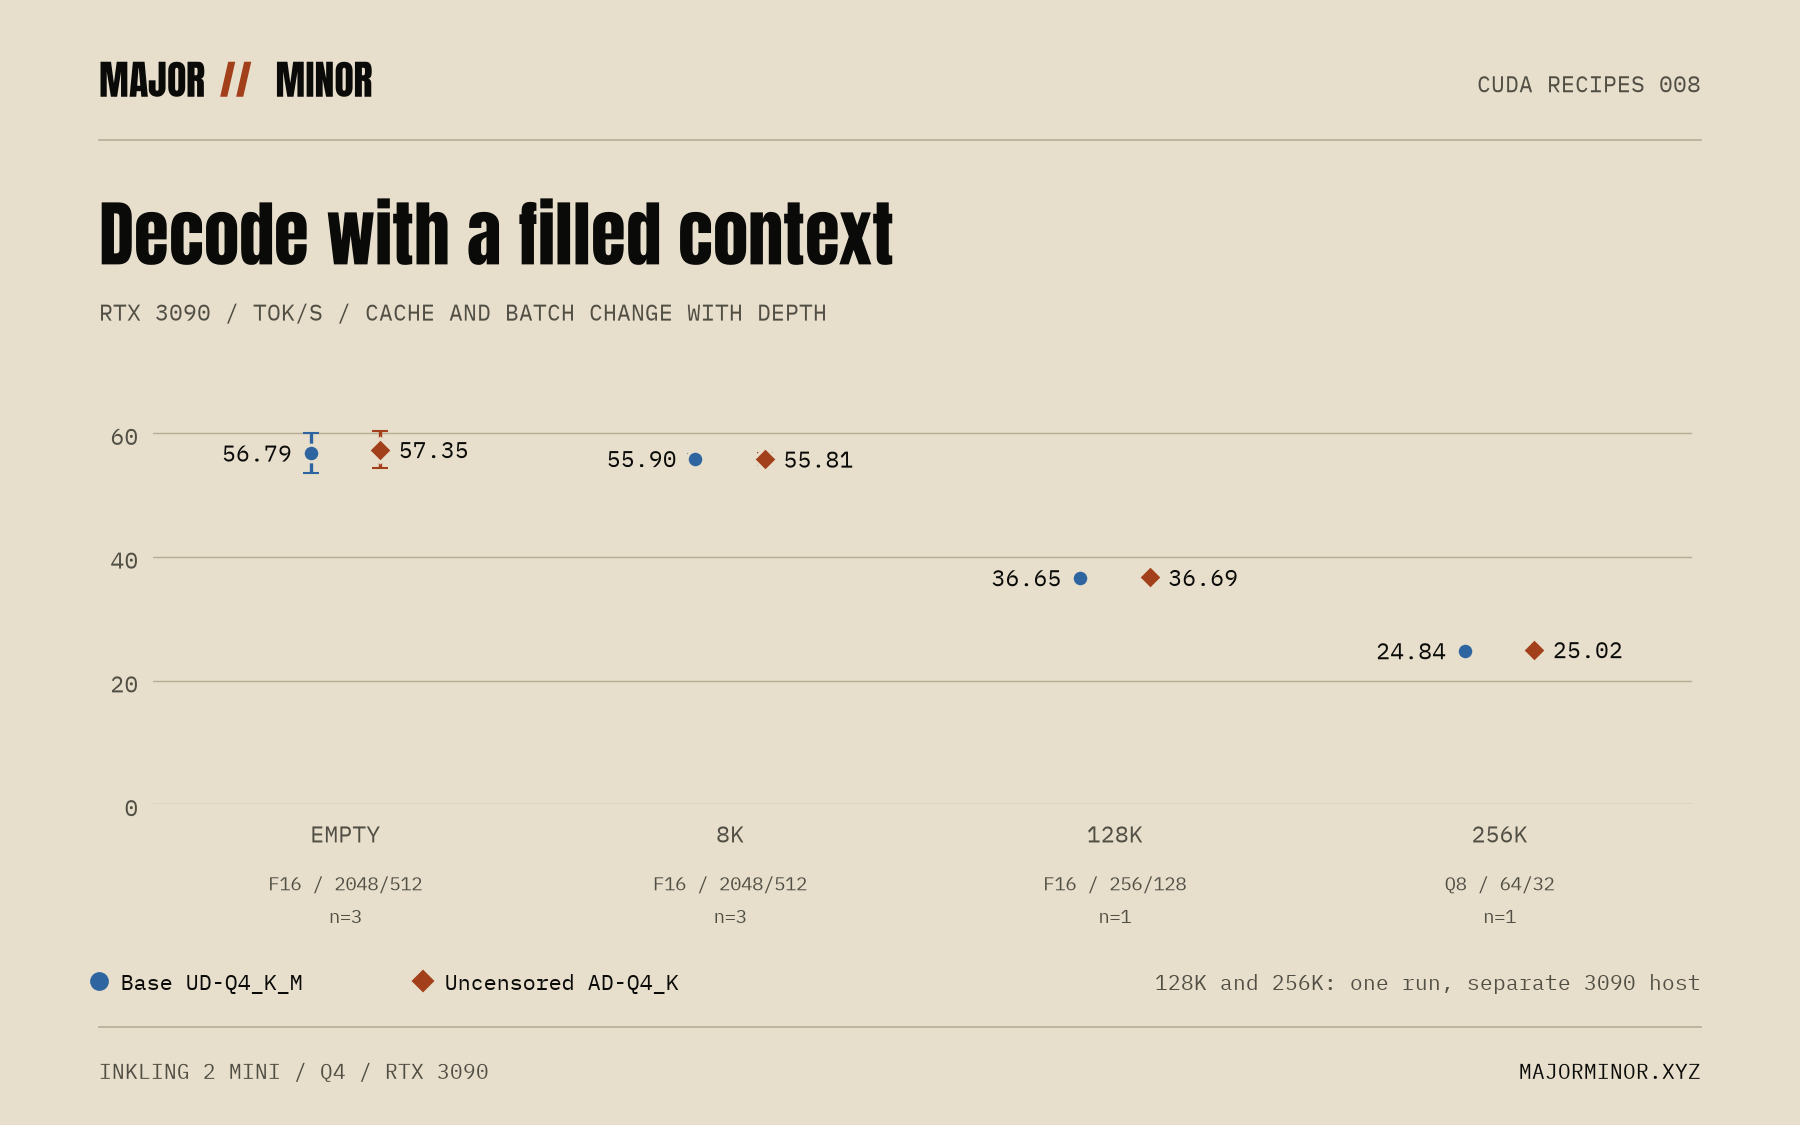 MAJOR // MINOR
CUDA RECIPES 008
Decode with a filled context
RTX 3090 / TOK/S / CACHE AND BATCH CHANGE WITH DEPTH
60
56.79
57.35
55.90
55.81
40
36.65
36.69
24.84
25.02
20
0
EMPTY
8K
128K
256K
F16 / 2048/512
F16 / 2048/512
F16 / 256/128
Q8 / 64/32
n=3
n=3
n=1
n=1
Base UD-Q4_K_M
Uncensored AD-Q4_K
128K and 256K: one run, separate 3090 host
INKLING 2 MINI / Q4 / RTX 3090
MAJORMINOR.XYZ